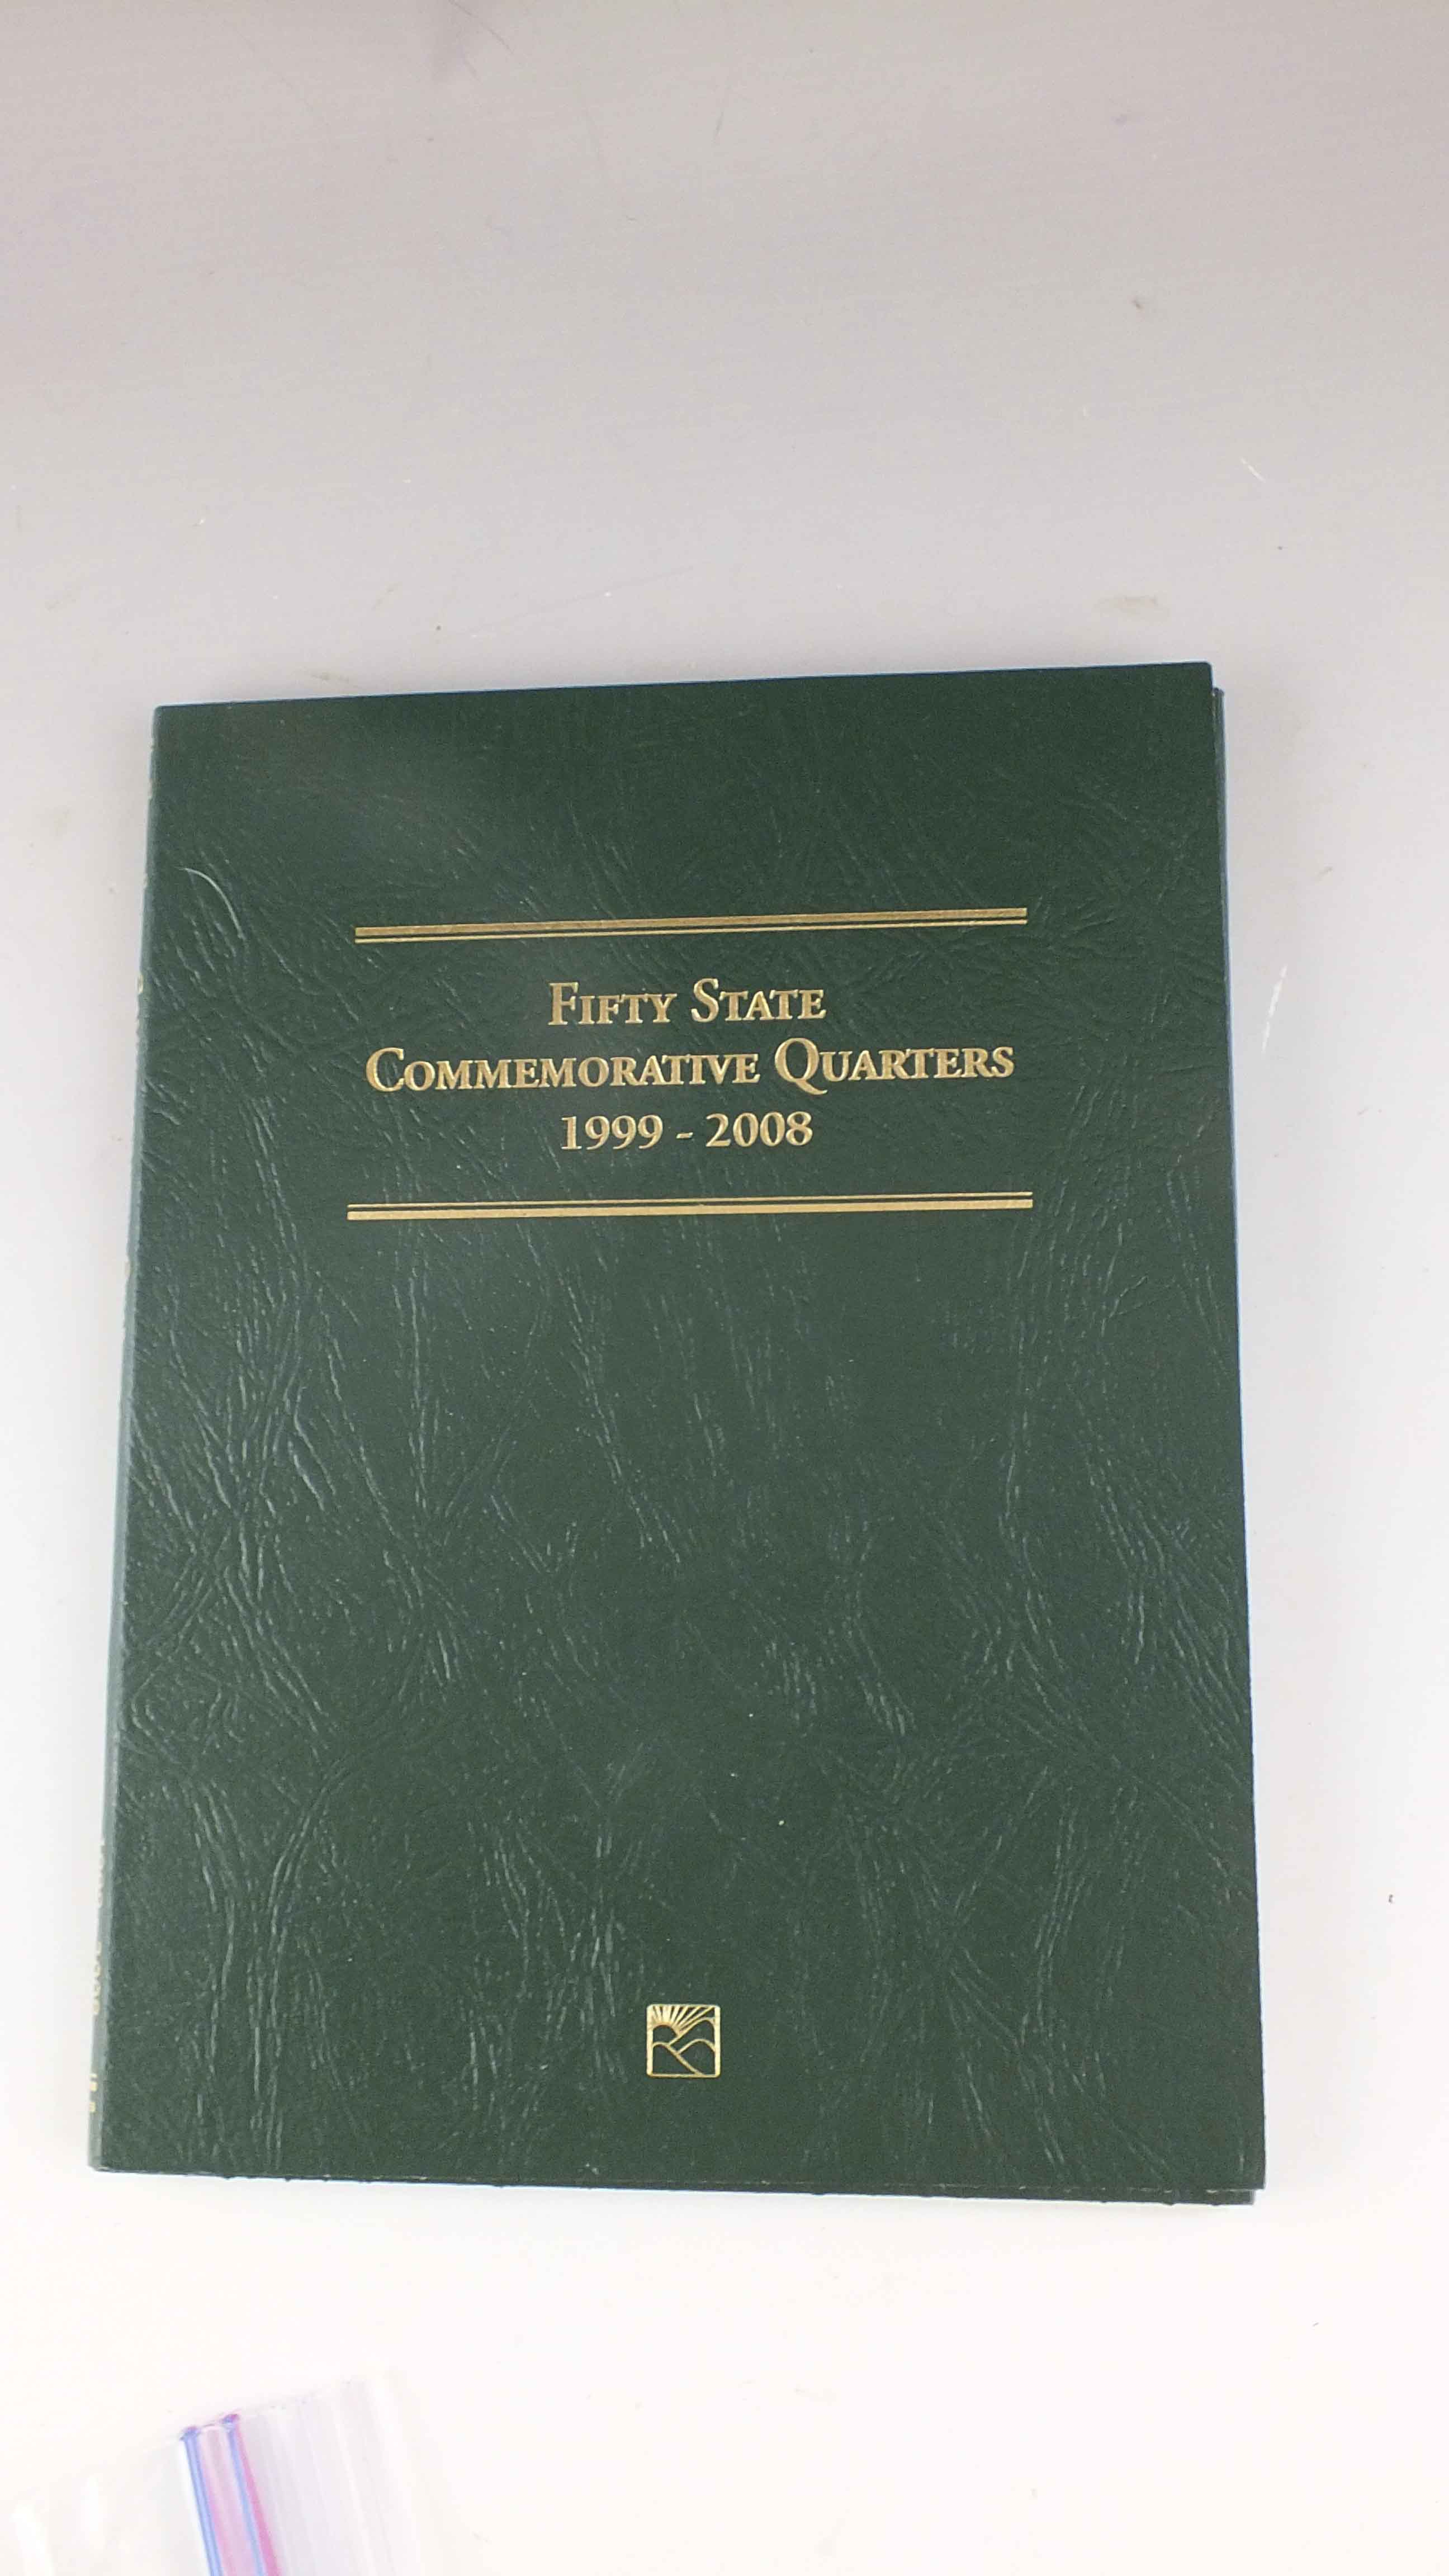 Fifty State
Commemorative Quarters
1999 - 2008